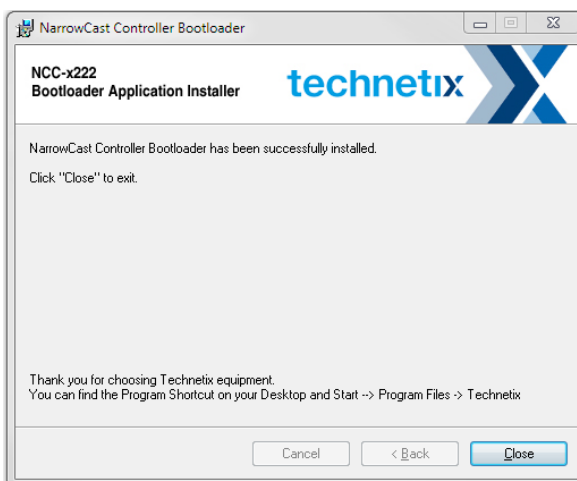 NarrowCast Controller Bootloader
NCC-x222
Bootloader Application Installer
technetix
NarrowCast Controller Bootloader has been successfully installed.
Click "Close" to exit.
Thank you for choosing Technetix equipment.
You can find the Program Shortcut on your Desktop and Start --> Program Files -> Technetix
Cancel
< Back
Close